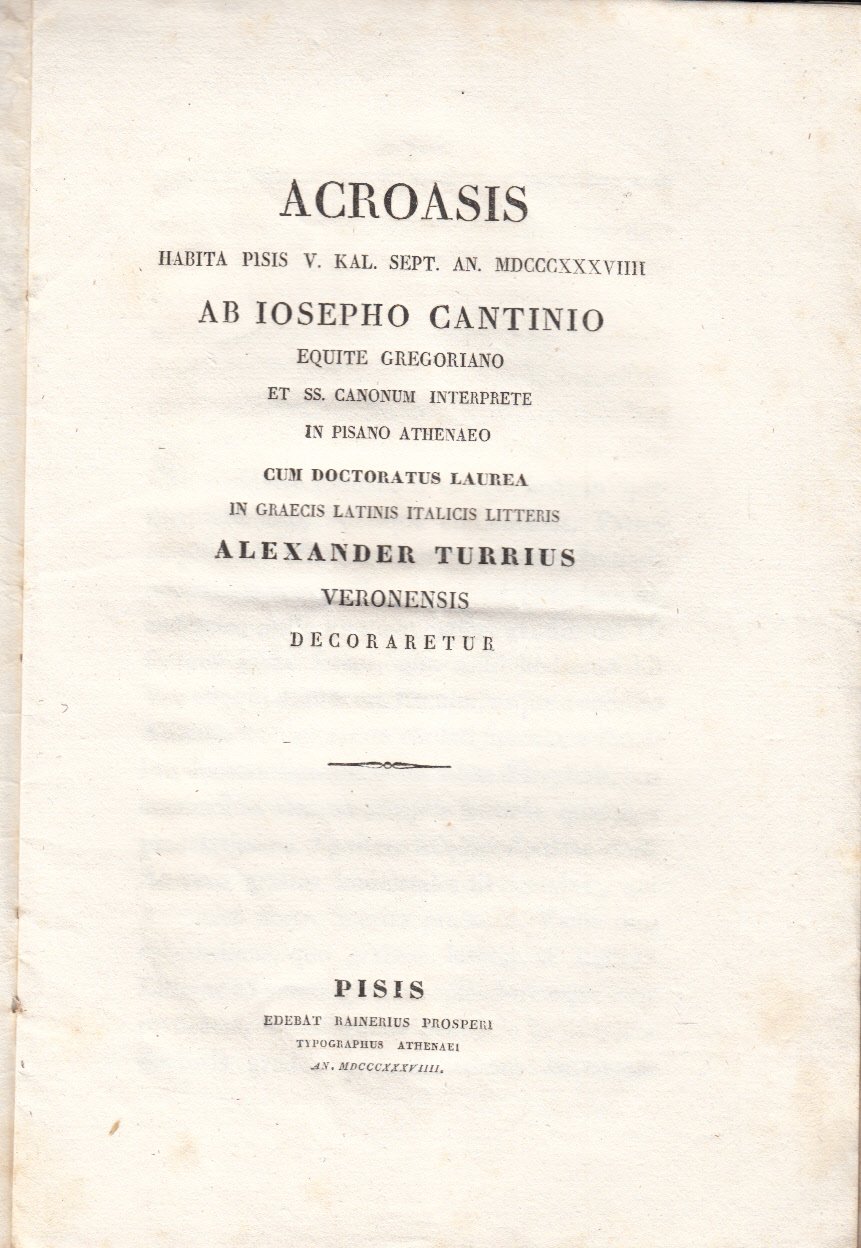 ACROASIS
HABITA PISIS V. KAL. SEPT. AN. MDCCCXXXVIIII
AB IOSEPHO CANTINIO
EQUITE GREGORIANO
ET SS. CANONUM INTERPRETE
IN PISANO ATHENAEO
CUM DOCTORATUS LAUREA
IN GRAECIS LATINIS ITALICIS LITTERIS
ALEXANDER TURRIUS
VERONENSIS
DECORARETUR
PISIS
EDEBAT RAINERIUS PROSPERI
TYPOGRAPHUS ATHENAEI
AN. MDCCCXXXVIIII.